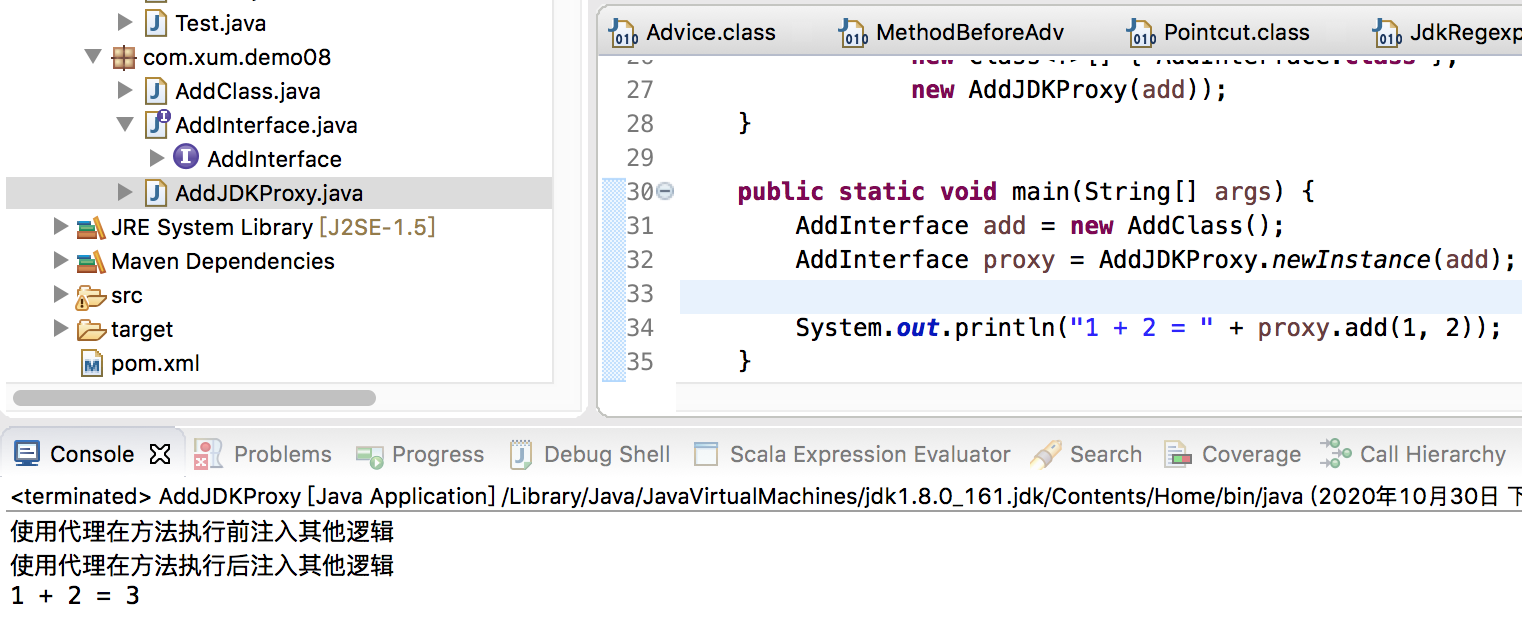 Test.java
com.xum.demo08
AddClass.java
AddInterface.java
AddInterface
AddJDKProxy.java
JRE System Library [J2SE-1.5]
Maven Dependencies
src
target
pom.xml
Advice.class
MethodBeforeAdv
Pointcut.class
JdkRegexp
27 new AddJDKProxy(add));
28 }
29
30 public static void main(String[] args) {
31 AddInterface add = new AddClass();
32 AddInterface proxy = AddJDKProxy.newInstance(add);
33
34 System.out.println("1 + 2 = " + proxy.add(1, 2));
35 }
Console Problems Progress Debug Shell Scala Expression Evaluator Search Coverage Call Hierarchy
<terminated> AddJDKProxy [Java Application] /Library/Java/JavaVirtualMachines/jdk1.8.0_161.jdk/Contents/Home/bin/java (2020年10月30日 下
使用代理在方法执行前注入其他逻辑
使用代理在方法执行后注入其他逻辑
1 + 2 = 3